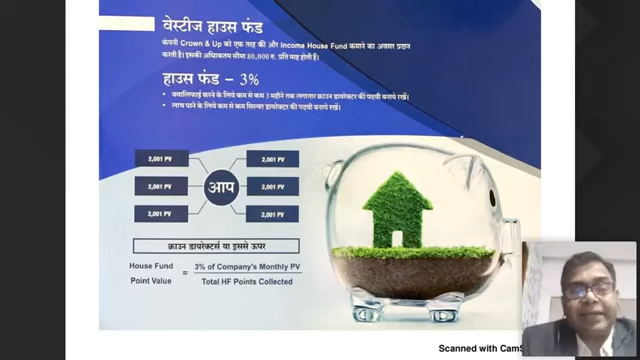 वेस्टीज हाउस फंड
कंपनी Crown & Up को एक तरह की और Income House Fund कमाने का अवसर प्रदान
करती है। इसकी अधिकतम सीमा 80,000 रु. प्रति माह होती हैं।
हाउस फंड – 3%
• क्वालिफाई करने के लिये कम से कम 3 महीने तक लगातार क्राउन डायरेक्टर की पदवी बनाये रखें।
• लाभ पाने के लिये कम से कम सिल्वर डायरेक्टर की पदवी बनाये रखें।
2,001 PV
2,001 PV
2,001 PV
आप
2,001 PV
2,001 PV
2,001 PV
क्राउन डायरेक्टर्स या इससे ऊपर
House Fund
Point Value
=
3% of Company's Monthly PV
Total HF Points Collected
Scanned with CamS